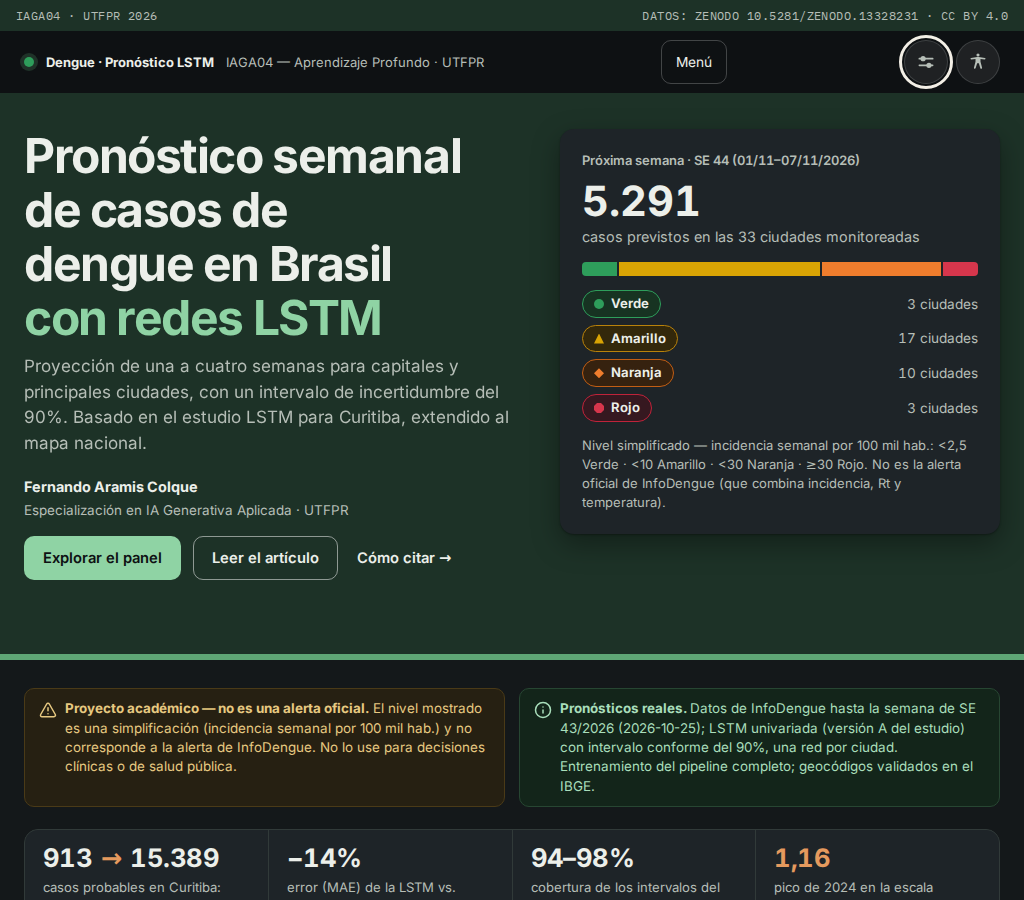 IAGA04 · UTFPR 2026
DATOS: ZENODO 10.5281/ZENODO.13328231 · CC BY 4.0
Dengue · Pronóstico LSTM
IAGA04 — Aprendizaje Profundo · UTFPR
Menú
Pronóstico semanal
de casos de
dengue en Brasil
con redes LSTM
Proyección de una a cuatro semanas para capitales y
principales ciudades, con un intervalo de incertidumbre del
90%. Basado en el estudio LSTM para Curitiba, extendido al
mapa nacional.
Fernando Aramis Colque
Especialización en IA Generativa Aplicada · UTFPR
Explorar el panel
Leer el artículo
Cómo citar →
Próxima semana · SE 44 (01/11–07/11/2026)
5.291
casos previstos en las 33 ciudades monitoreadas
Verde
3 ciudades
Amarillo
17 ciudades
Naranja
10 ciudades
Rojo
3 ciudades
Nivel simplificado — incidencia semanal por 100 mil hab.: <2,5
Verde · <10 Amarillo · <30 Naranja · ≥30 Rojo. No es la alerta
oficial de InfoDengue (que combina incidencia, Rt y
temperatura).
Proyecto académico — no es una alerta oficial. El nivel mostrado
es una simplificación (incidencia semanal por 100 mil hab.) y no
corresponde a la alerta de InfoDengue. No lo use para decisiones
clínicas o de salud pública.
Pronósticos reales. Datos de InfoDengue hasta la semana de SE
43/2026 (2026-10-25); LSTM univariada (versión A del estudio)
con intervalo conforme del 90%, una red por ciudad.
Entrenamiento del pipeline completo; geocódigos validados en el
IBGE.
913 → 15.389
casos probables en Curitiba:
−14%
error (MAE) de la LSTM vs.
94–98%
cobertura de los intervalos del
1,16
pico de 2024 en la escala